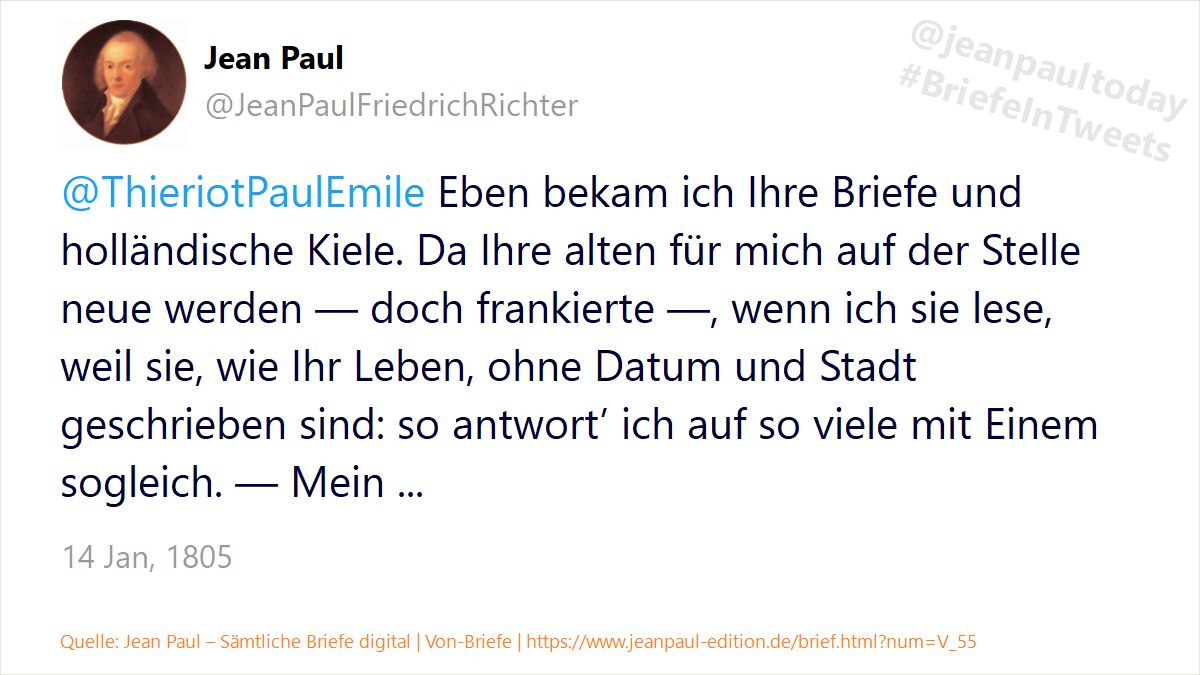 Jean Paul
@JeanPaulFriedrichRichter
@jeanpaultoday
#BriefeInTweets
@ThieriotPaulEmile Eben bekam ich Ihre Briefe und
holländische Kiele. Da Ihre alten für mich auf der Stelle
neue werden — doch frankierte —, wenn ich sie lese,
weil sie, wie Ihr Leben, ohne Datum und Stadt
geschrieben sind: so antwort’ ich auf so viele mit Einem
sogleich. — Mein ...
14 Jan, 1805
Quelle: Jean Paul – Sämtliche Briefe digital | Von-Briefe | https://www.jeanpaul-edition.de/brief.html?num=V_55